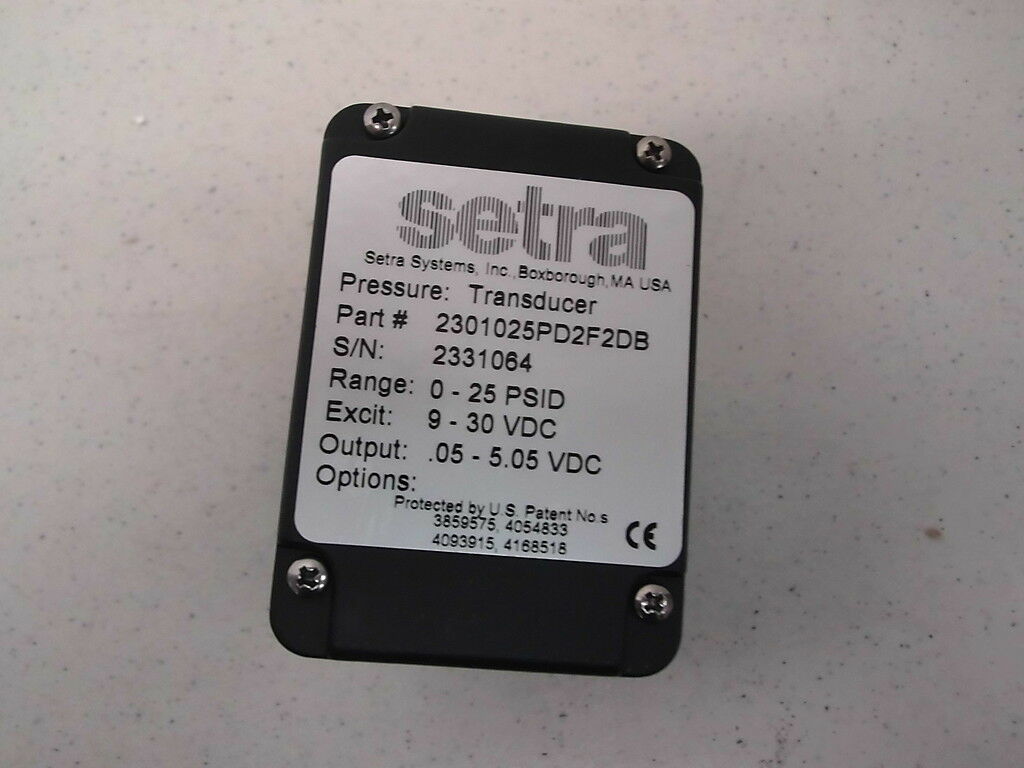 setra
Setra Systems, Inc., Boxborough, MA USA
Pressure: Transducer
Part # 2301025PD2F2DB
S/N: 2331064
Range: 0 - 25 PSID
Excit: 9 - 30 VDC
Output: .05 - 5.05 VDC
Options:
Protected by U.S. Patent No.s
3859575, 4054833
4093915, 4168518
CE